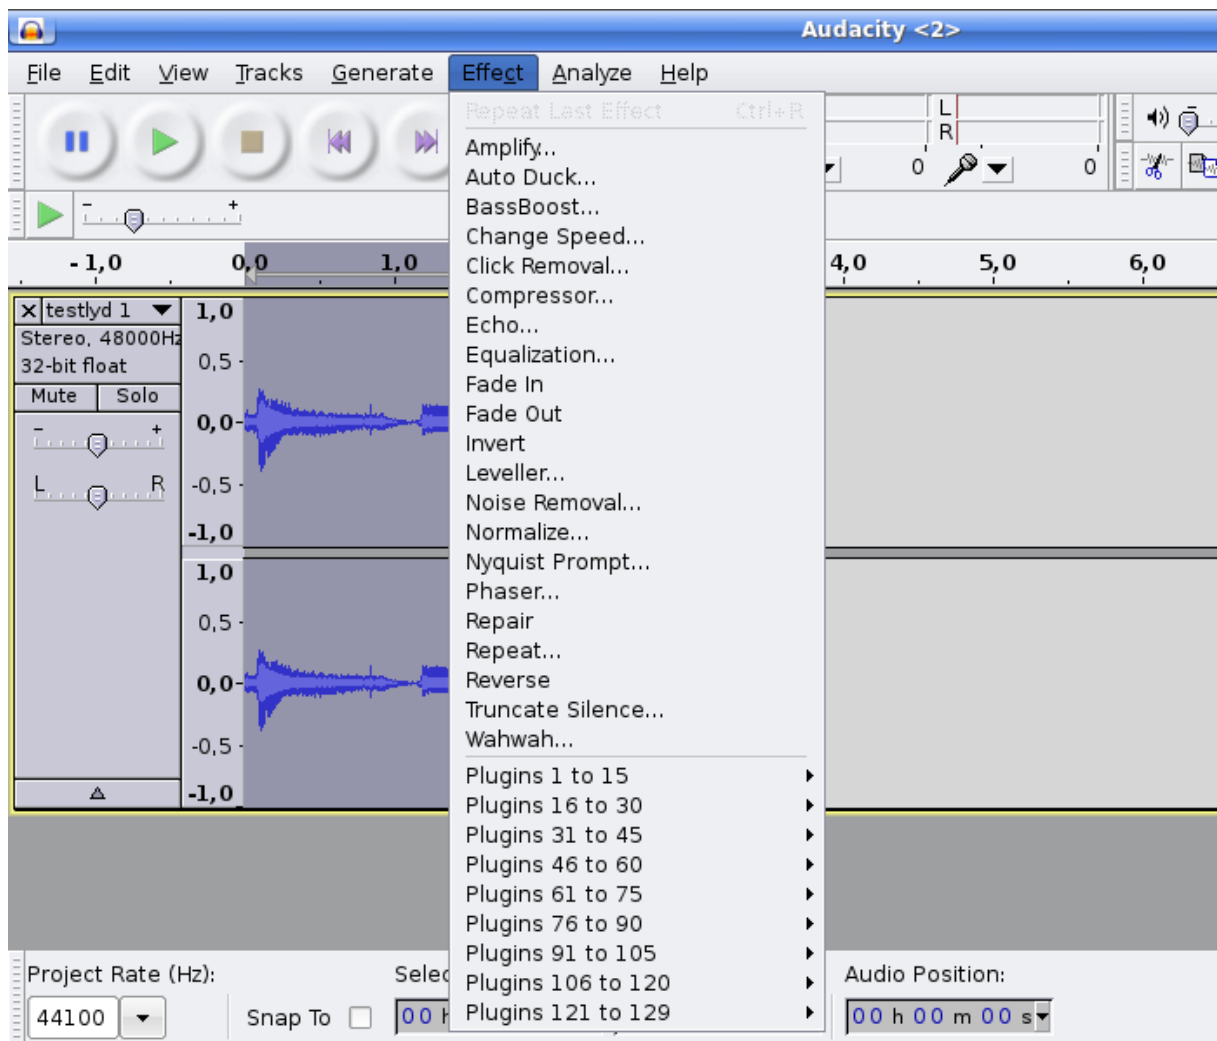 Audacity <2>
File Edit View Tracks Generate Effect Analyze Help
Repeat Last Effect Ctrl+R
Amplify...
Auto Duck...
BassBoost...
Change Speed...
Click Removal...
Compressor...
Echo...
Equalization...
Fade In
Fade Out
Invert
Leveller...
Noise Removal...
Normalize...
Nyquist Prompt...
Phaser...
Repair
Repeat...
Reverse
Truncate Silence...
Wahwah...
Plugins 1 to 15
Plugins 16 to 30
Plugins 31 to 45
Plugins 46 to 60
Plugins 61 to 75
Plugins 76 to 90
Plugins 91 to 105
Plugins 106 to 120
Plugins 121 to 129
L
R
0 0
- +
-1,0 0,0 1,0 4,0 5,0 6,0
testlyd 1
Stereo, 48000Hz
32-bit float
Mute Solo
- +
L R
1,0
0,5
0,0
-0,5
-1,0
1,0
0,5
0,0
-0,5
-1,0
Project Rate (Hz):
44100
Snap To
00 h
Audio Position:
00 h 00 m 00 s